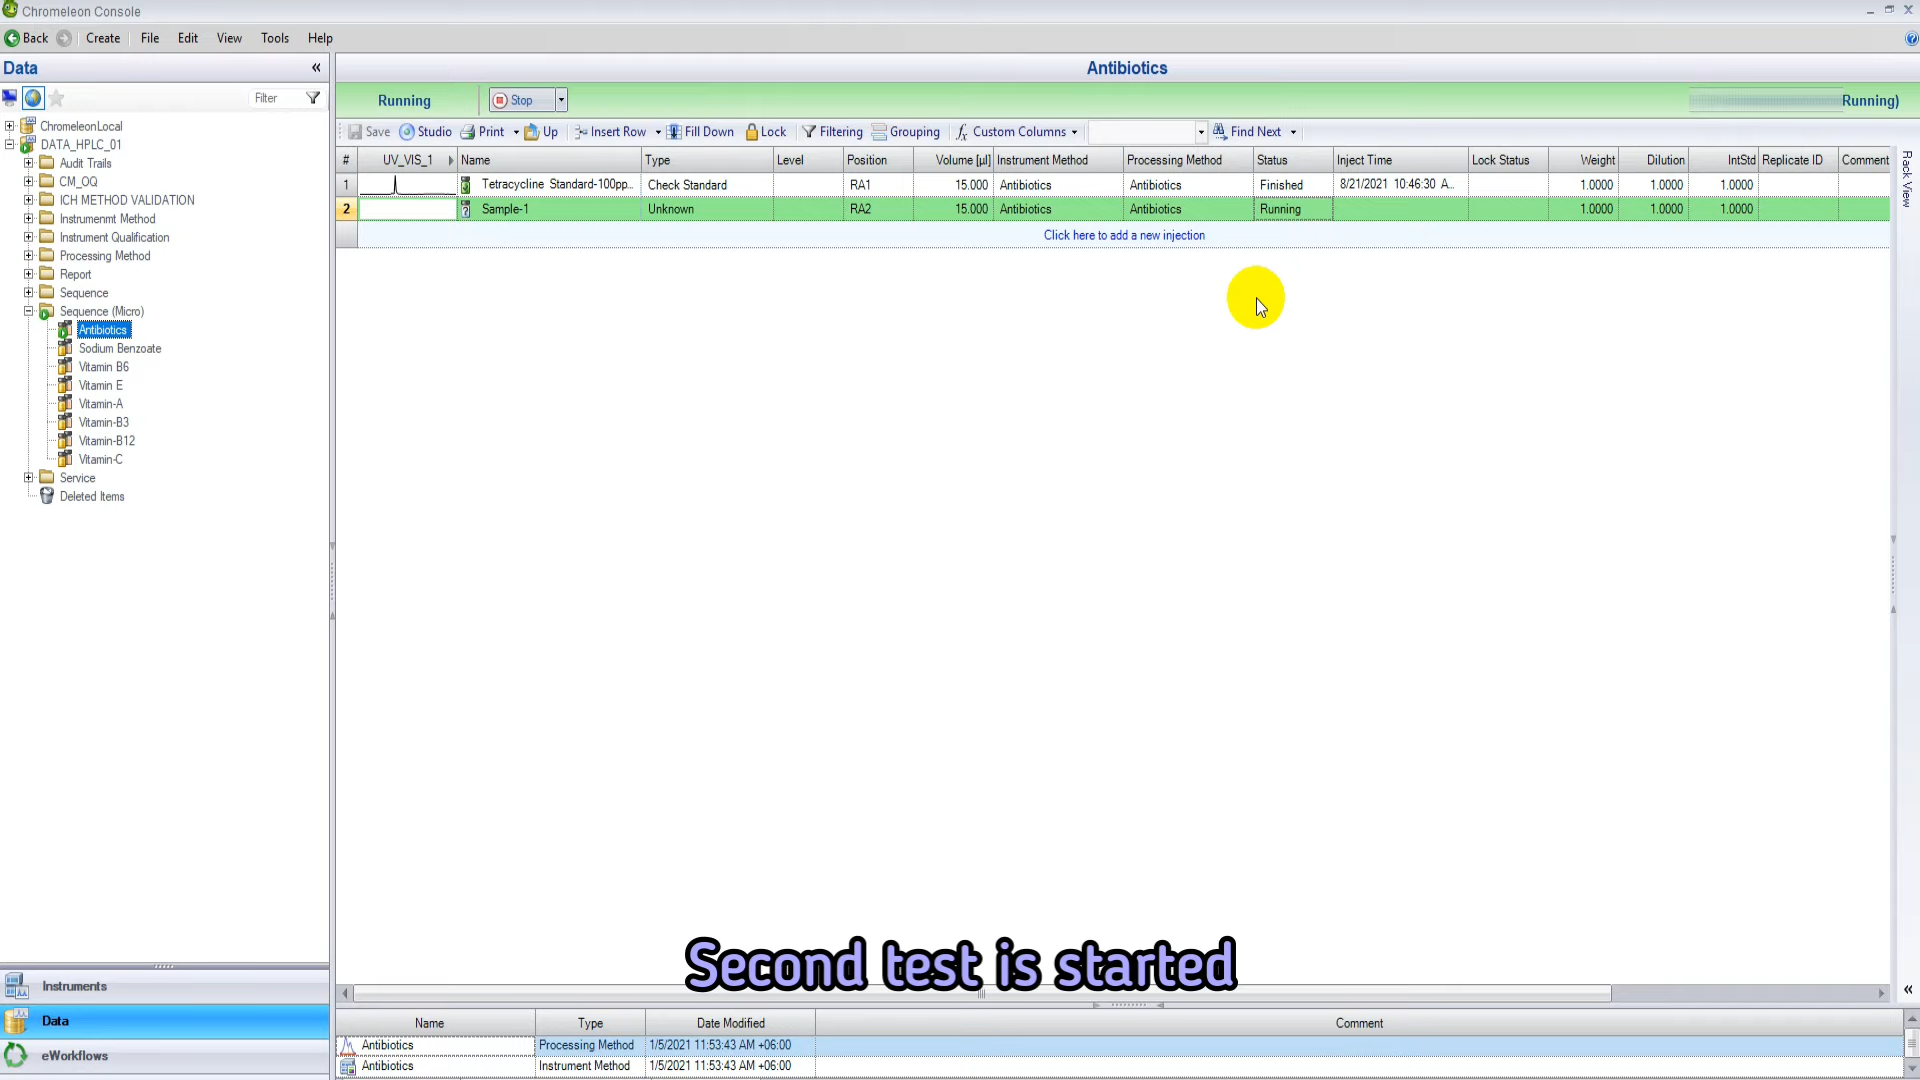 Chromeleon Console
Back Create File Edit View Tools Help
Data
Antibiotics
Running Stop Running)
Filter
Save Studio Print Up Insert Row Fill Down Lock Filtering Grouping fx Custom Columns Find Next
# UV_VIS_1 Name Type Level Position Volume [µl] Instrument Method Processing Method Status Inject Time Lock Status Weight Dilution IntStd Replicate ID Comment
1 Tetracycline Standard-100pp... Check Standard RA1 15.000 Antibiotics Antibiotics Finished 8/21/2021 10:46:30 A... 1.0000 1.0000 1.0000
2 Sample-1 Unknown RA2 15.000 Antibiotics Antibiotics Running 1.0000 1.0000 1.0000
Click here to add a new injection
Rack View
ChromeleonLocal
DATA_HPLC_01
Audit Trails
CM_OQ
ICH METHOD VALIDATION
Instrumenmt Method
Instrument Qualification
Processing Method
Report
Sequence
Sequence (Micro)
Antibiotics
Sodium Benzoate
Vitamin B6
Vitamin E
Vitamin-A
Vitamin-B3
Vitamin-B12
Vitamin-C
Service
Deleted Items
Instruments
Data
eWorkflows
Second test is started
Name Type Date Modified Comment
Antibiotics Processing Method 1/5/2021 11:53:43 AM +06:00
Antibiotics Instrument Method 1/5/2021 11:53:43 AM +06:00